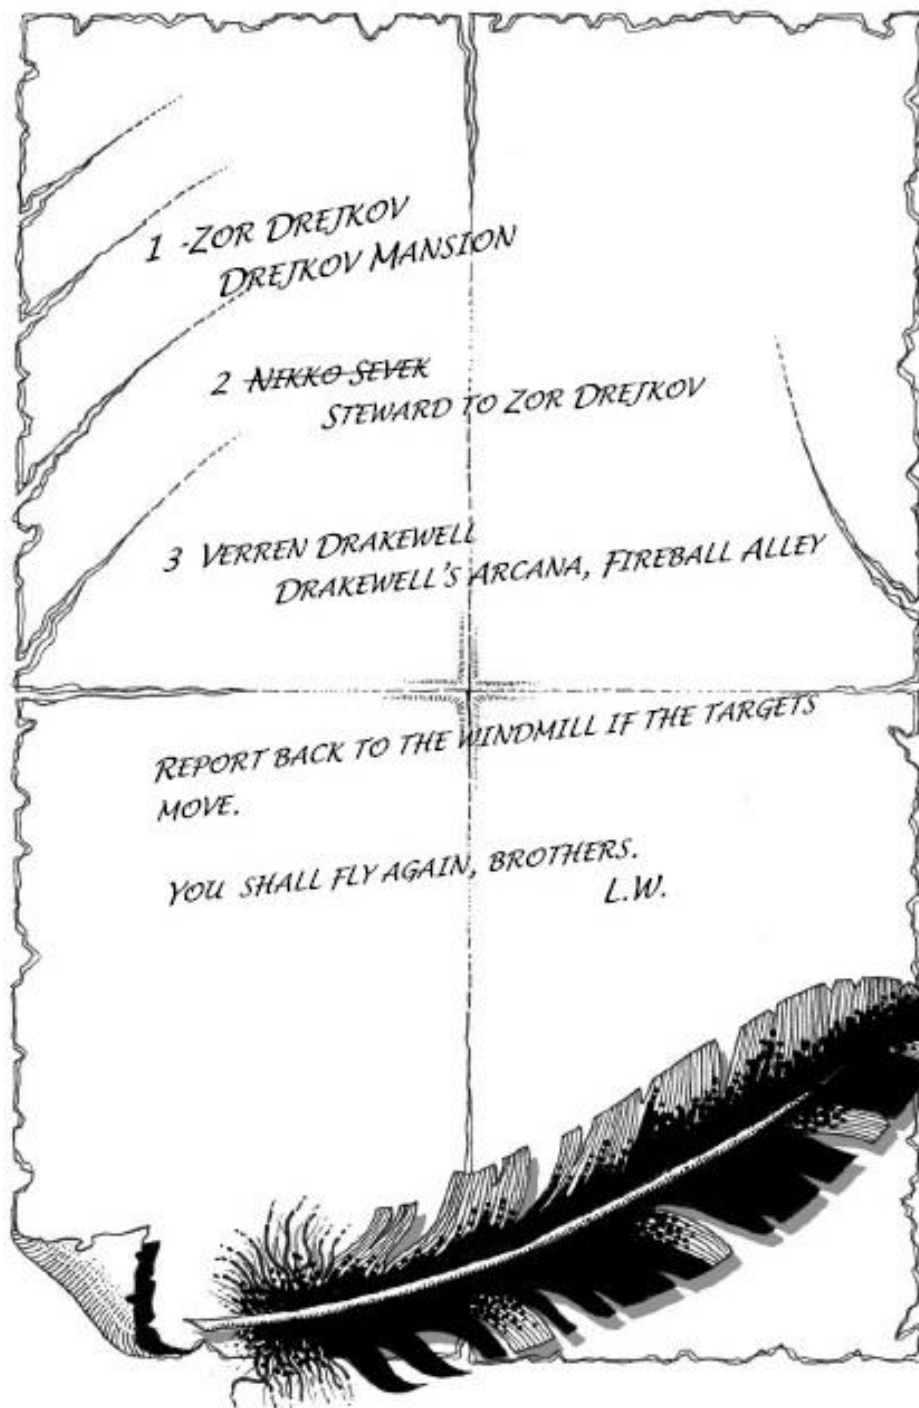 1 -ZOR DREJKOV
DREJKOV MANSION
2 NIKKO SEVEK
STEWARD TO ZOR DREJKOV
3 VERREN DRAKEWELL
DRAKEWELL'S ARCANA, FIREBALL ALLEY
REPORT BACK TO THE WINDMILL IF THE TARGETS
MOVE.
YOU SHALL FLY AGAIN, BROTHERS.
L.W.